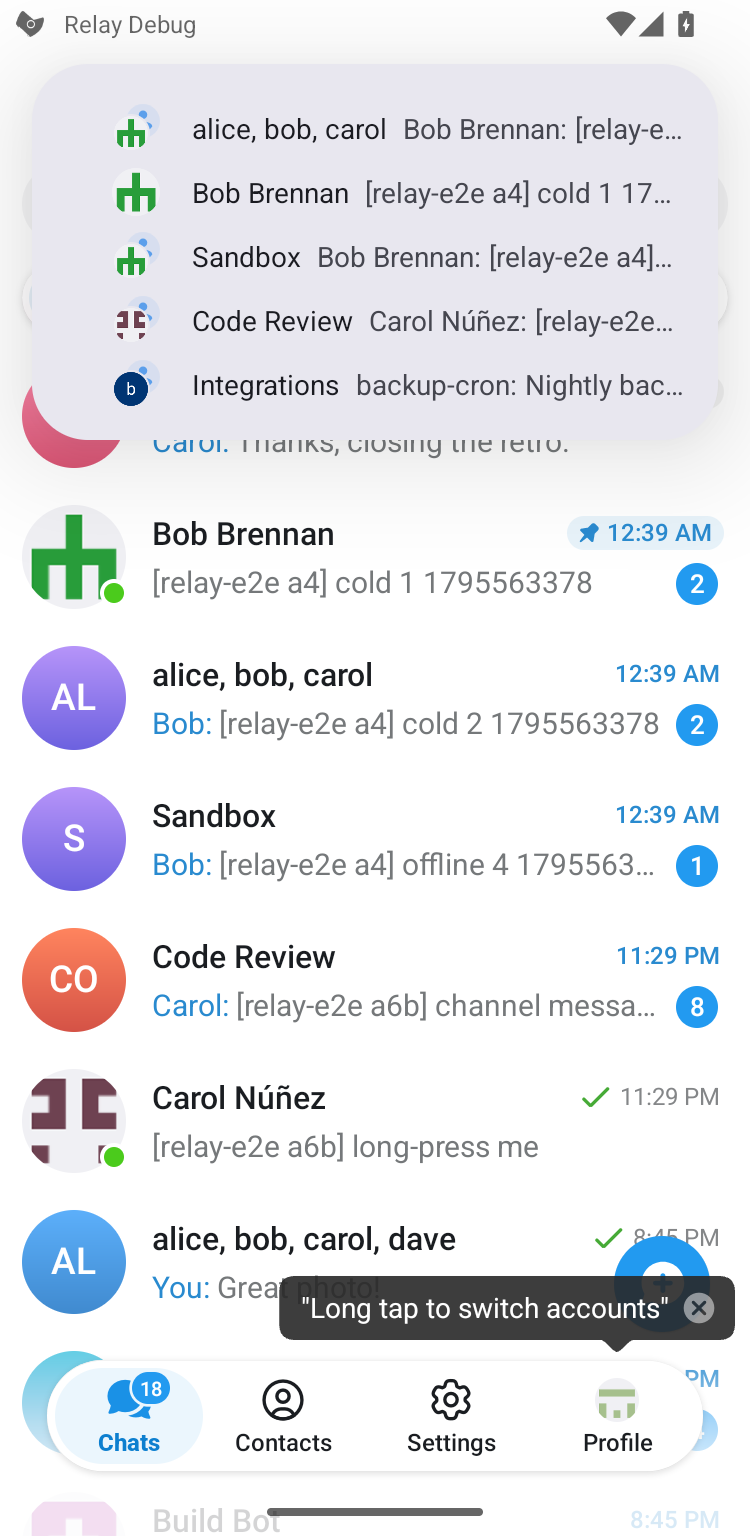 Relay Debug
alice, bob, carol Bob Brennan: [relay-e…
Bob Brennan [relay-e2e a4] cold 1 17…
Sandbox Bob Brennan: [relay-e2e a4]…
Code Review Carol Núñez: [relay-e2e…
b
Integrations backup-cron: Nightly bac…
Carol: Thanks, closing the retro.
Bob Brennan 12:39 AM
[relay-e2e a4] cold 1 1795563378 2
AL
alice, bob, carol 12:39 AM
Bob: [relay-e2e a4] cold 2 1795563378 2
S
Sandbox 12:39 AM
Bob: [relay-e2e a4] offline 4 1795563… 1
CO
Code Review 11:29 PM
Carol: [relay-e2e a6b] channel messa… 8
Carol Núñez 11:29 PM
[relay-e2e a6b] long-press me
AL
alice, bob, carol, dave 8:45 PM
You: Great photo!
"Long tap to switch accounts"
PM
18
Chats Contacts Settings Profile
Build Bot 8:45 PM